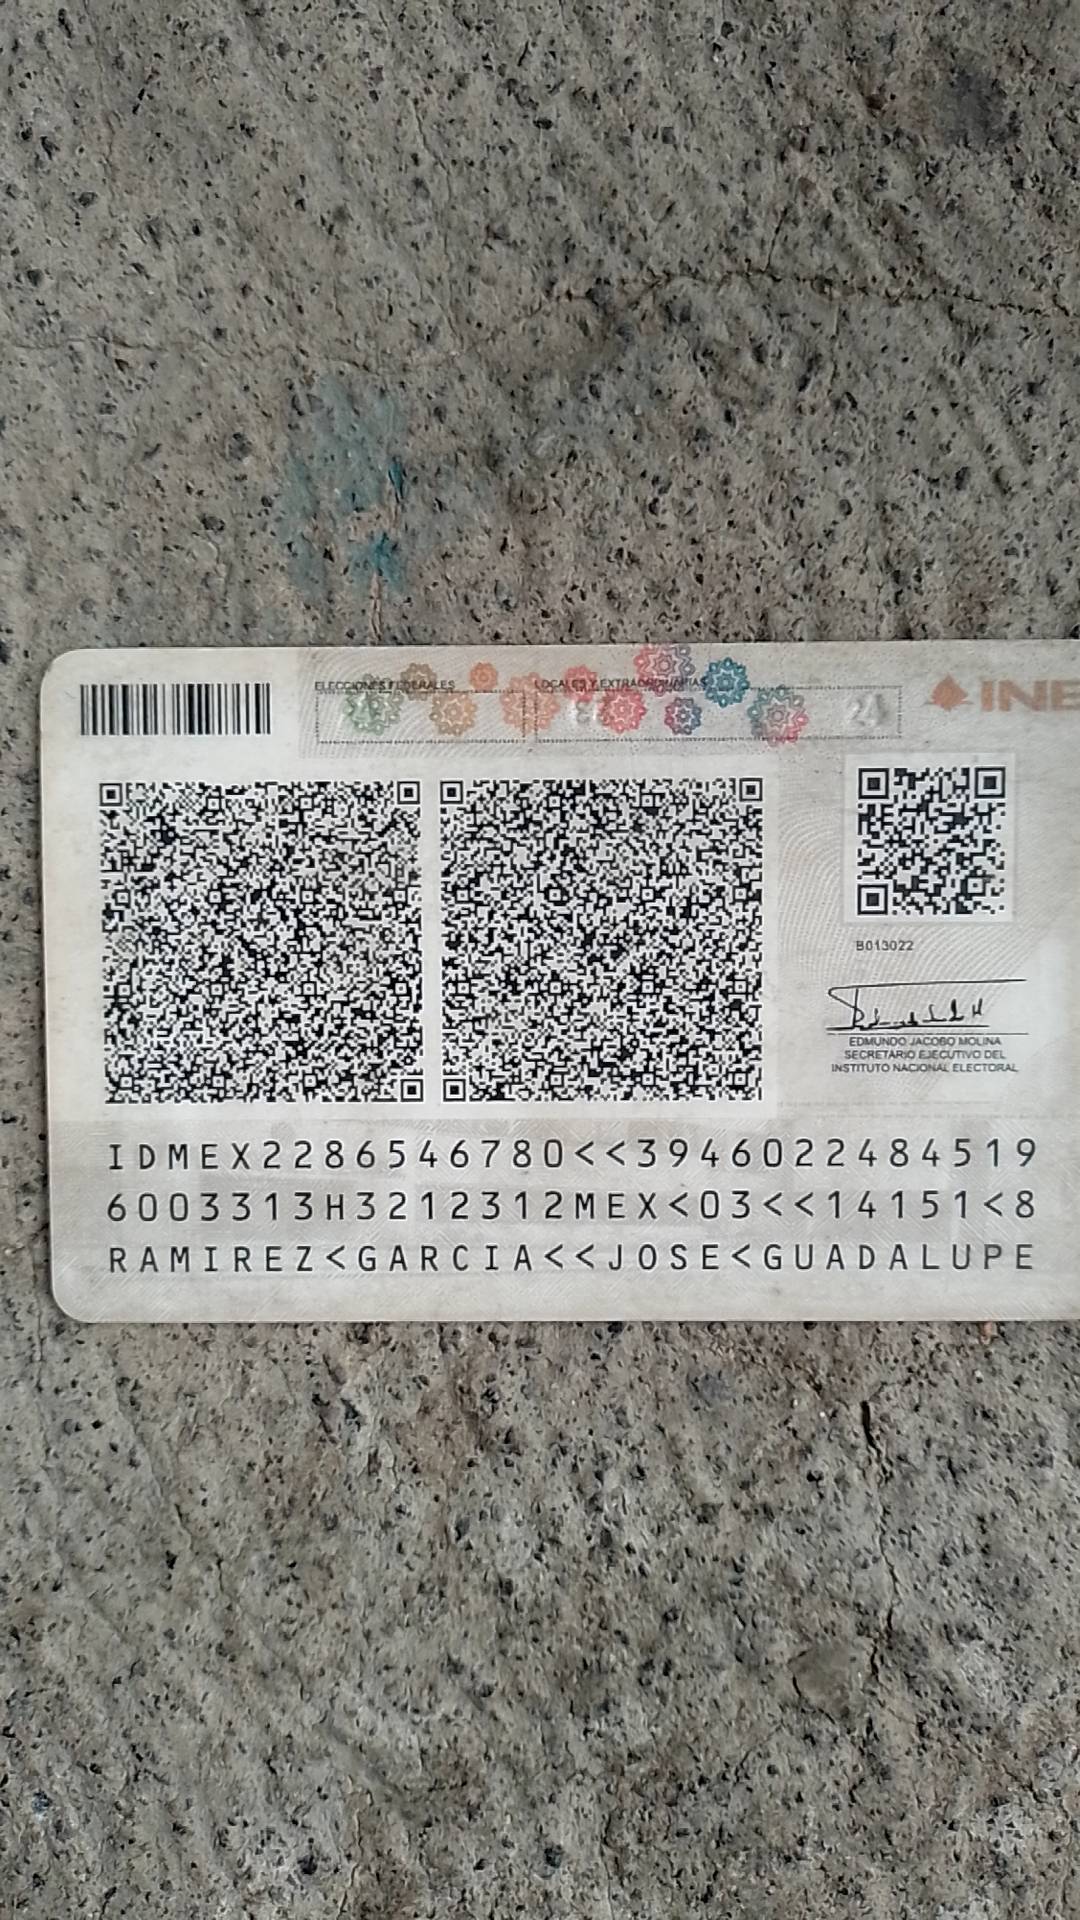 ELECCIONES FEDERALES LOCALES Y EXTRAORDINARIAS
24
INE
B013022
EDMUNDO JACOBO MOLINA
SECRETARIO EJECUTIVO DEL
INSTITUTO NACIONAL ELECTORAL
IDMEX2286546780<<3946022484519
6003313H3212312MEX<03<<14151<8
RAMIREZ<GARCIA<<JOSE<GUADALUPE